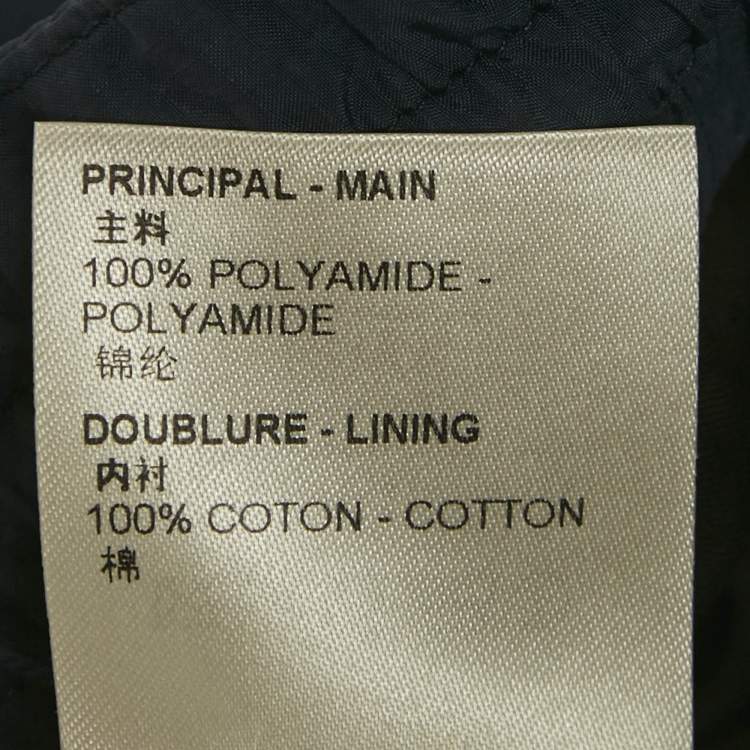 PRINCIPAL - MAIN
主料
100% POLYAMIDE -
POLYAMIDE
锦纶
DOUBLURE - LINING
内衬
100% COTON - COTTON
棉